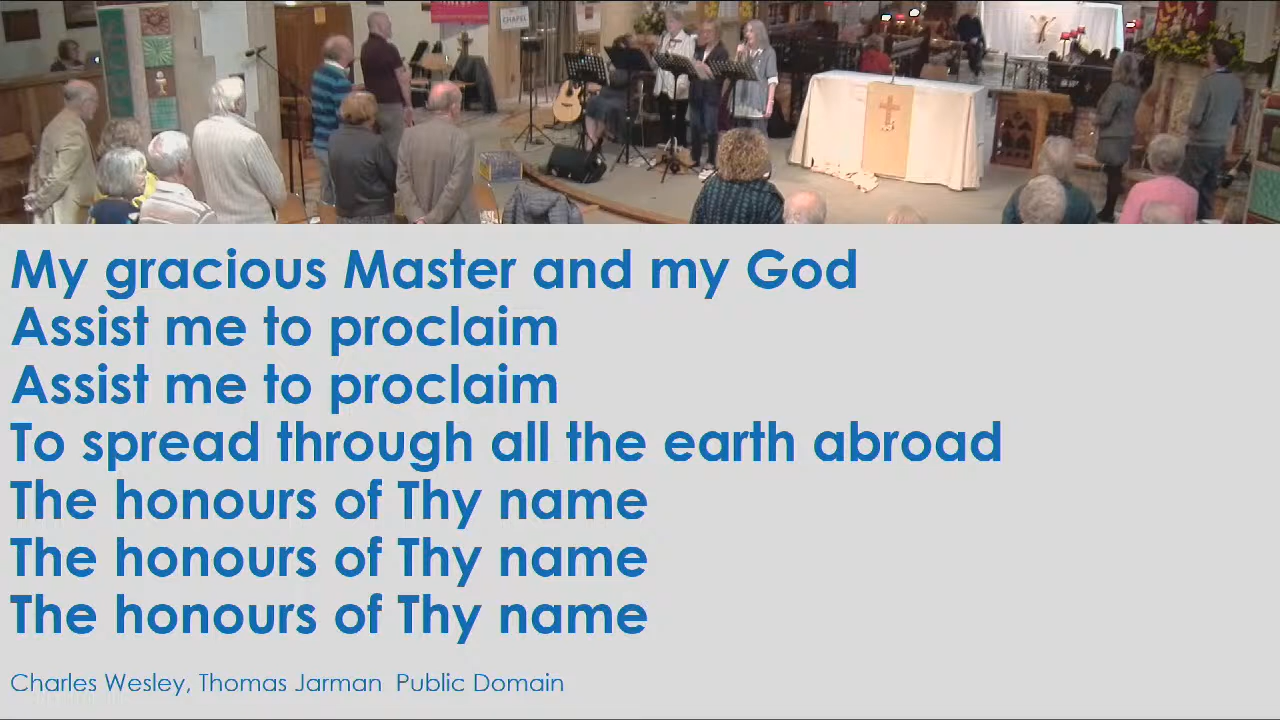 CHAPEL
My gracious Master and my God
Assist me to proclaim
Assist me to proclaim
To spread through all the earth abroad
The honours of Thy name
The honours of Thy name
The honours of Thy name
Charles Wesley, Thomas Jarman Public Domain